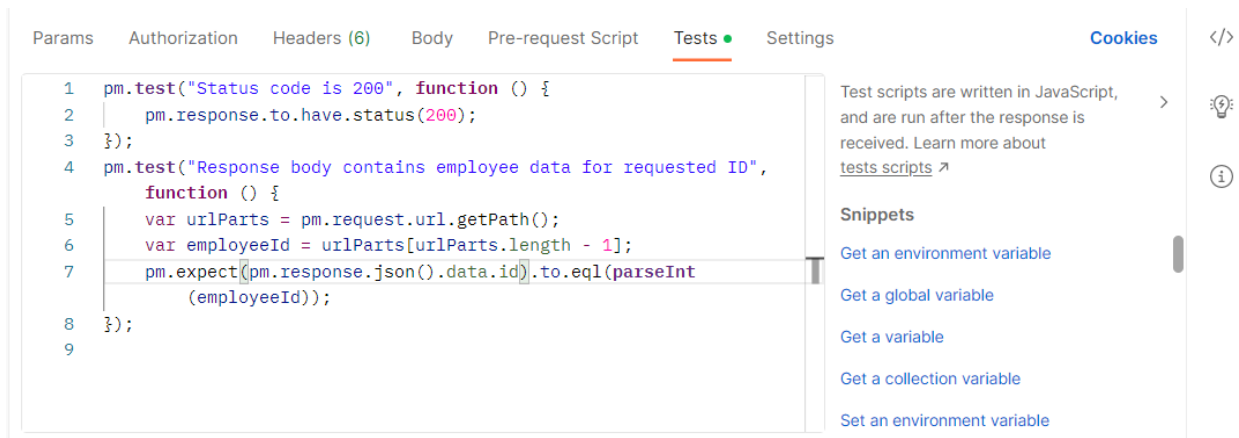 Params Authorization Headers (6) Body Pre-request Script Tests Settings Cookies
1 pm.test("Status code is 200", function () {
2 pm.response.to.have.status(200);
3 });
4 pm.test("Response body contains employee data for requested ID",
function () {
5 var urlParts = pm.request.url.getPath();
6 var employeeId = urlParts[urlParts.length - 1];
7 pm.expect(pm.response.json().data.id).to.eql(parseInt
(employeeId));
8 });
9
Test scripts are written in JavaScript,
and are run after the response is
received. Learn more about
tests scripts ↗
Snippets
Get an environment variable
Get a global variable
Get a variable
Get a collection variable
Set an environment variable